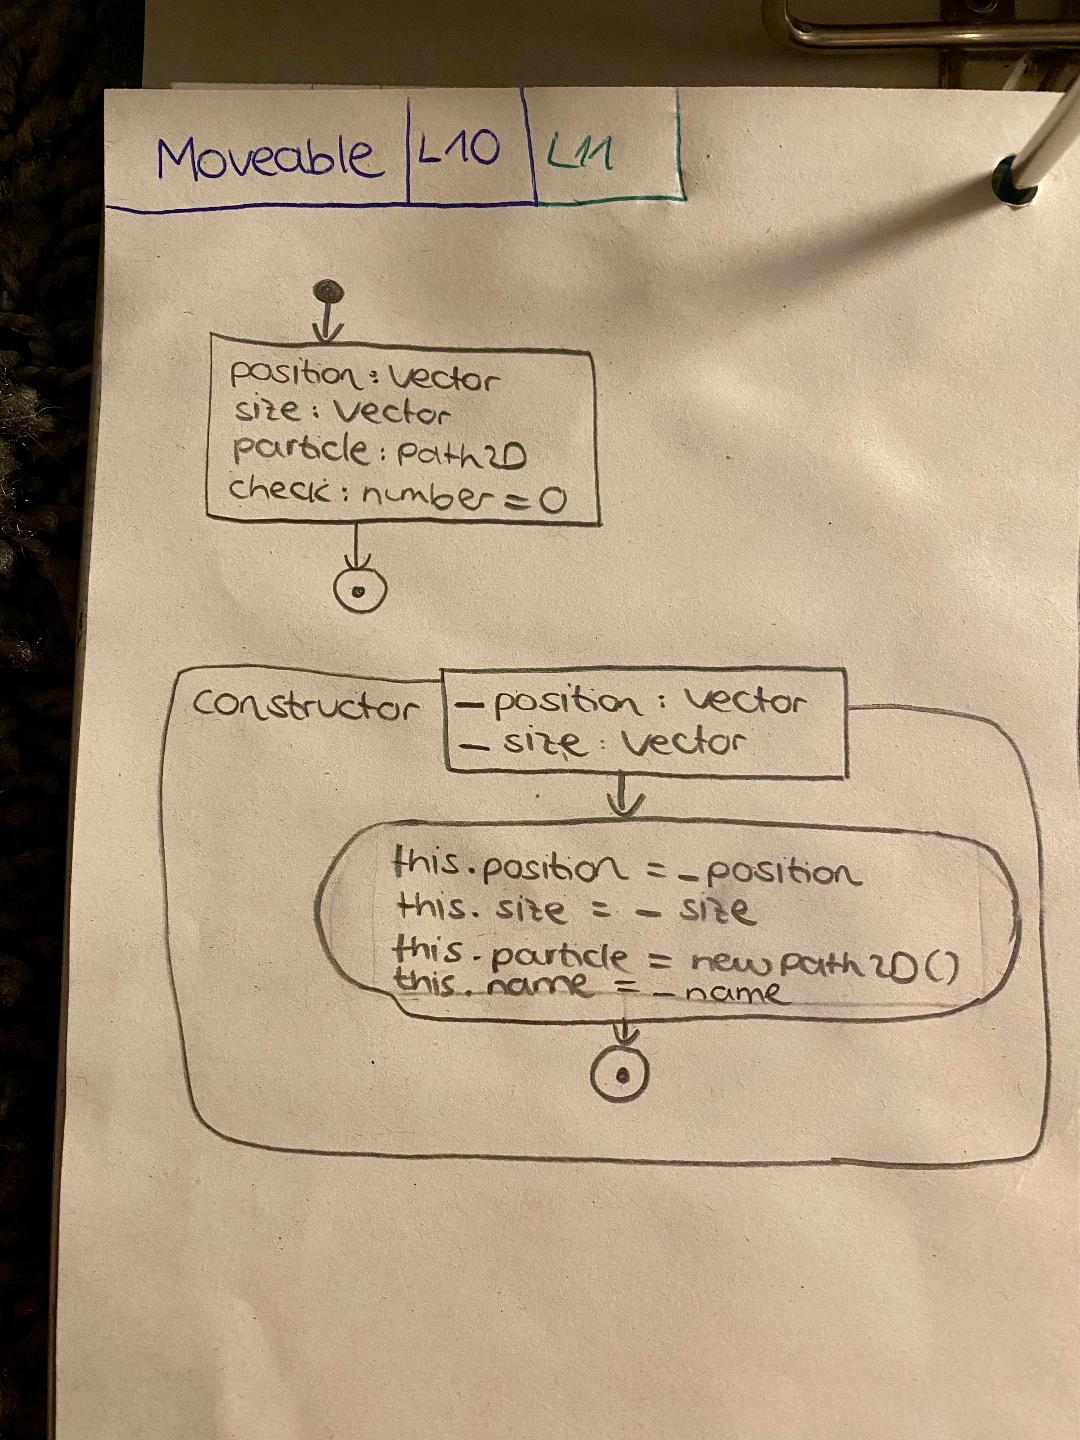 Moveable L10 L11
position: Vector
size: Vector
particle: path2D
check: number = 0
constructor
_position: Vector
_size: Vector
this.position = _position
this.size = _size
this.particle = new path2D()
this.name = _name